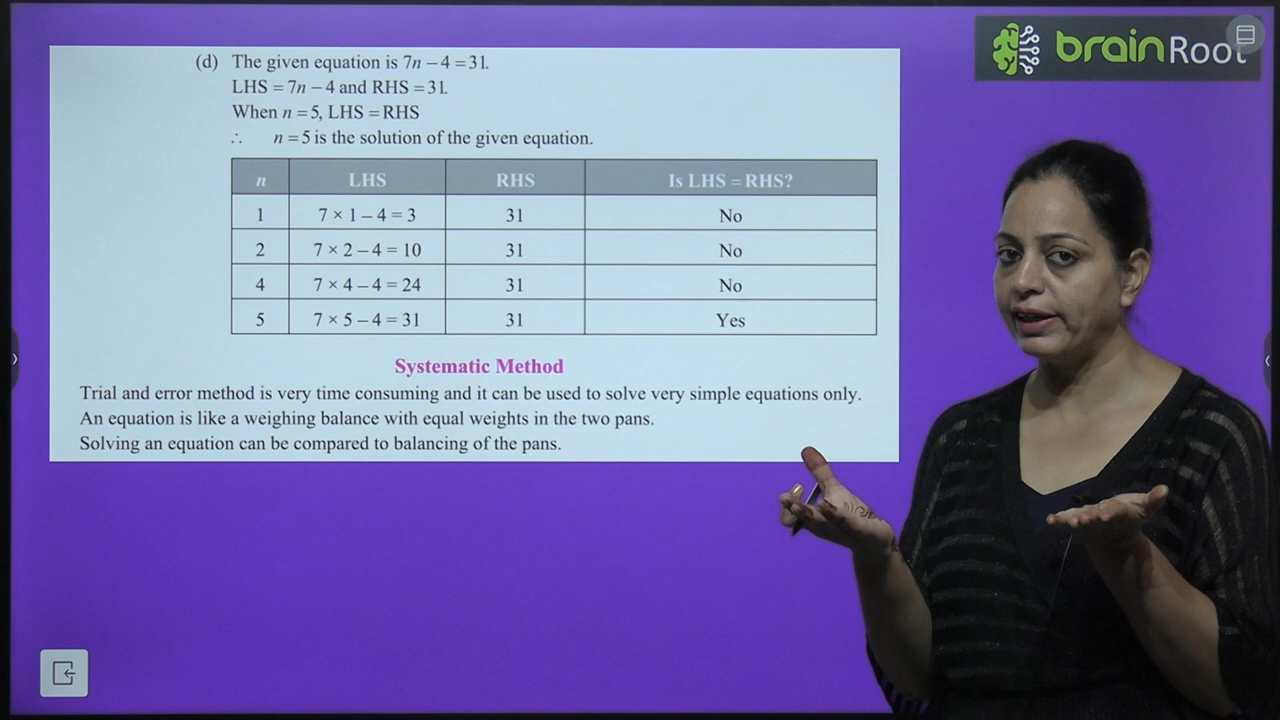 brainRoot
(d) The given equation is 7n – 4 = 31.
LHS = 7n – 4 and RHS = 31.
When n = 5, LHS = RHS
∴ n = 5 is the solution of the given equation.
n LHS RHS Is LHS = RHS?
1 7 × 1 – 4 = 3 31 No
2 7 × 2 – 4 = 10 31 No
4 7 × 4 – 4 = 24 31 No
5 7 × 5 – 4 = 31 31 Yes
Systematic Method
Trial and error method is very time consuming and it can be used to solve very simple equations only.
An equation is like a weighing balance with equal weights in the two pans.
Solving an equation can be compared to balancing of the pans.